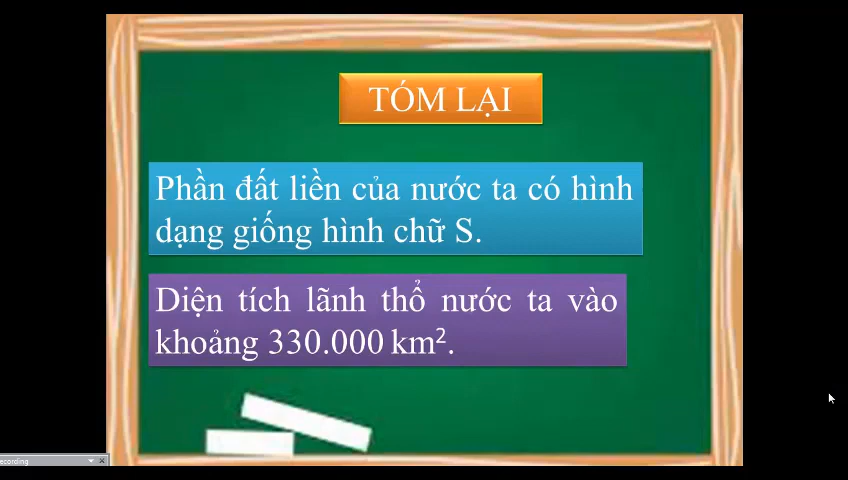 TÓM LẠI
Phần đất liền của nước ta có hình
dạng giống hình chữ S.
Diện tích lãnh thổ nước ta vào
khoảng 330.000 km².
ecording